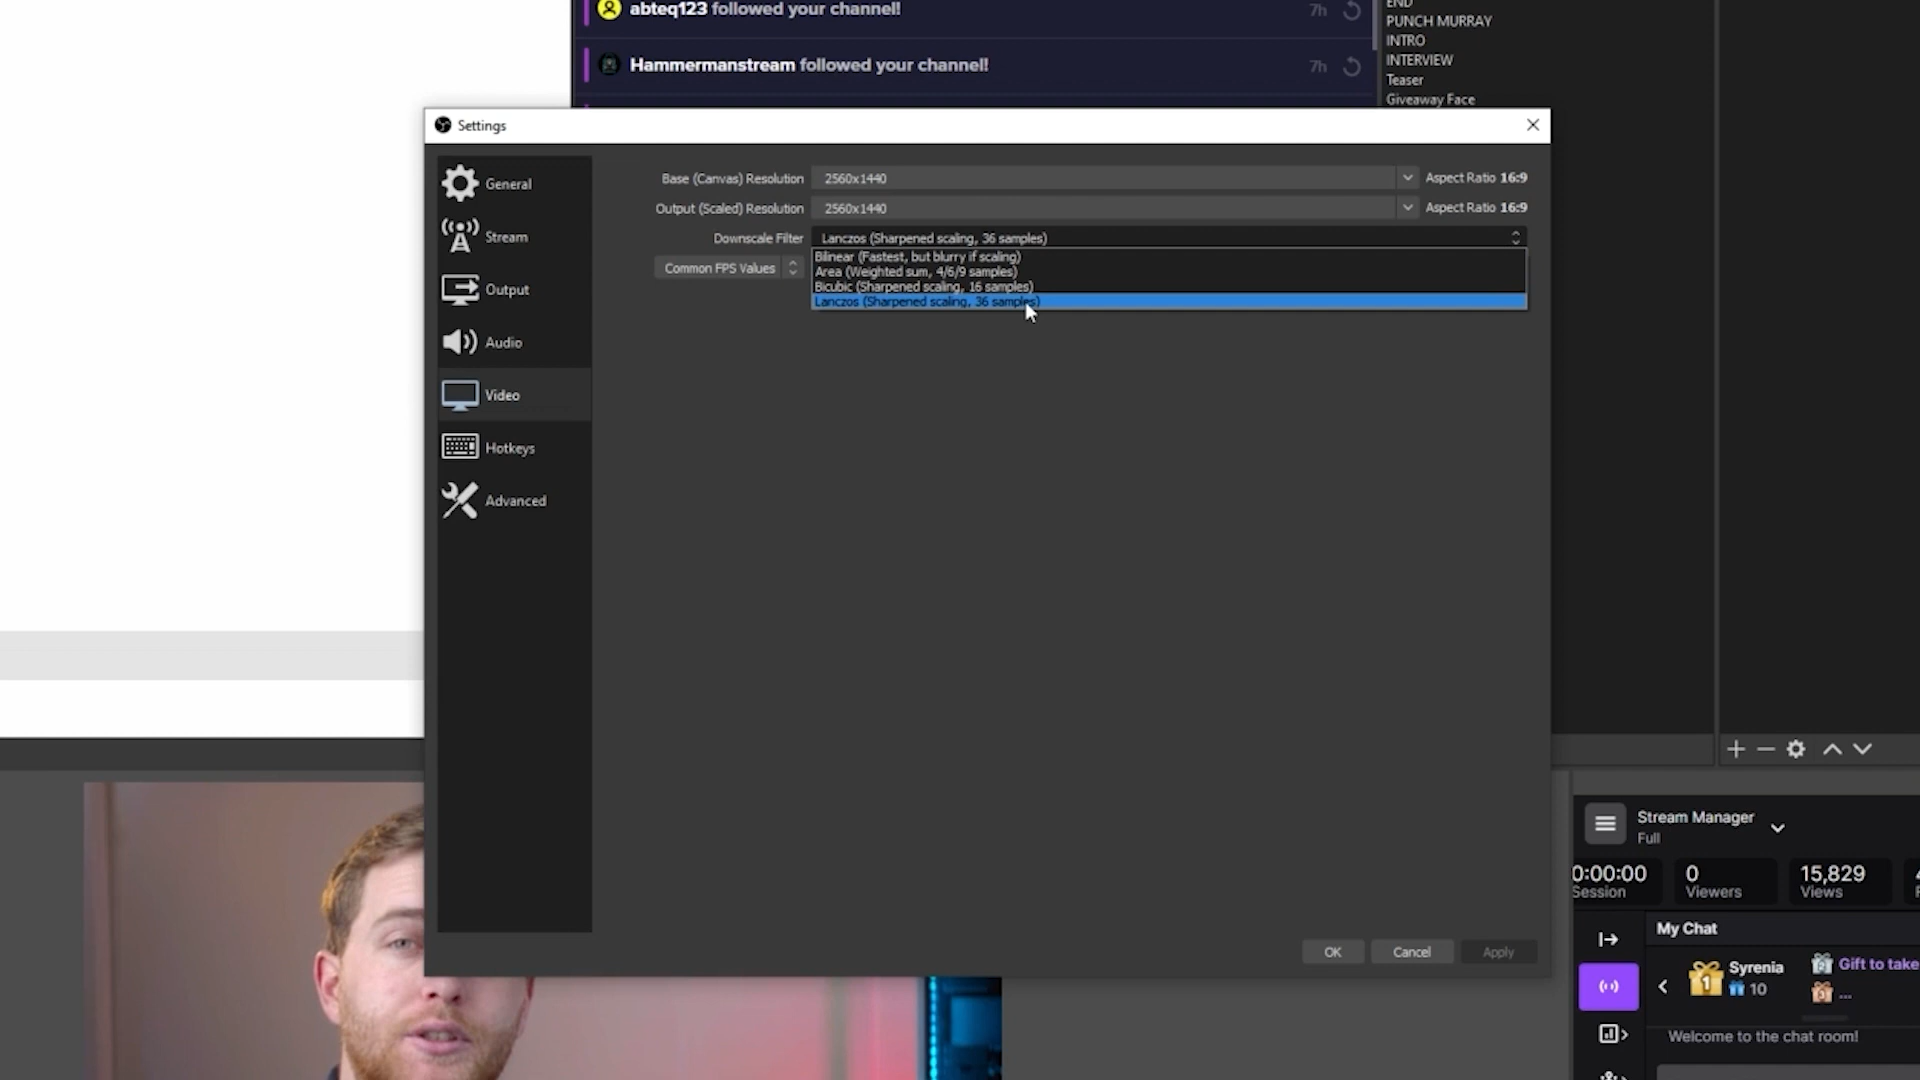 abteq123 followed your channel!
7h
Hammermanstream followed your channel!
7h
END
PUNCH MURRAY
INTRO
INTERVIEW
Teaser
Giveaway Face
Settings
General
Stream
Output
Audio
Video
Hotkeys
Advanced
Base (Canvas) Resolution 2560x1440 Aspect Ratio 16:9
Output (Scaled) Resolution 2560x1440 Aspect Ratio 16:9
Downscale Filter Lanczos (Sharpened scaling, 36 samples)
Common FPS Values
Bilinear (Fastest, but blurry if scaling)
Area (Weighted sum, 4/6/9 samples)
Bicubic (Sharpened scaling, 16 samples)
Lanczos (Sharpened scaling, 36 samples)
OK Cancel Apply
Stream Manager
Full
0:00:00 0 15,829
Session Viewers Views
My Chat
1 Syrenia
10
Gift to take
...
Welcome to the chat room!